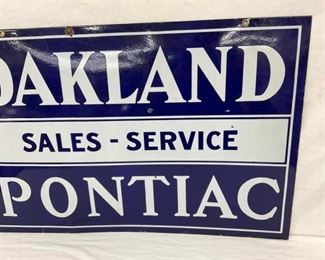 OAKLAND
SALES - SERVICE
PONTIAC